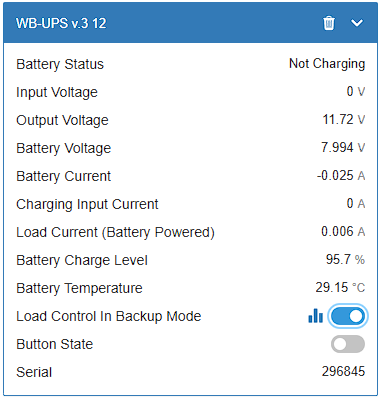 WB-UPS v.3 12
Battery Status Not Charging
Input Voltage 0 V
Output Voltage 11.72 V
Battery Voltage 7.994 V
Battery Current -0.025 A
Charging Input Current 0 A
Load Current (Battery Powered) 0.006 A
Battery Charge Level 95.7 %
Battery Temperature 29.15 °C
Load Control In Backup Mode
Button State
Serial 296845